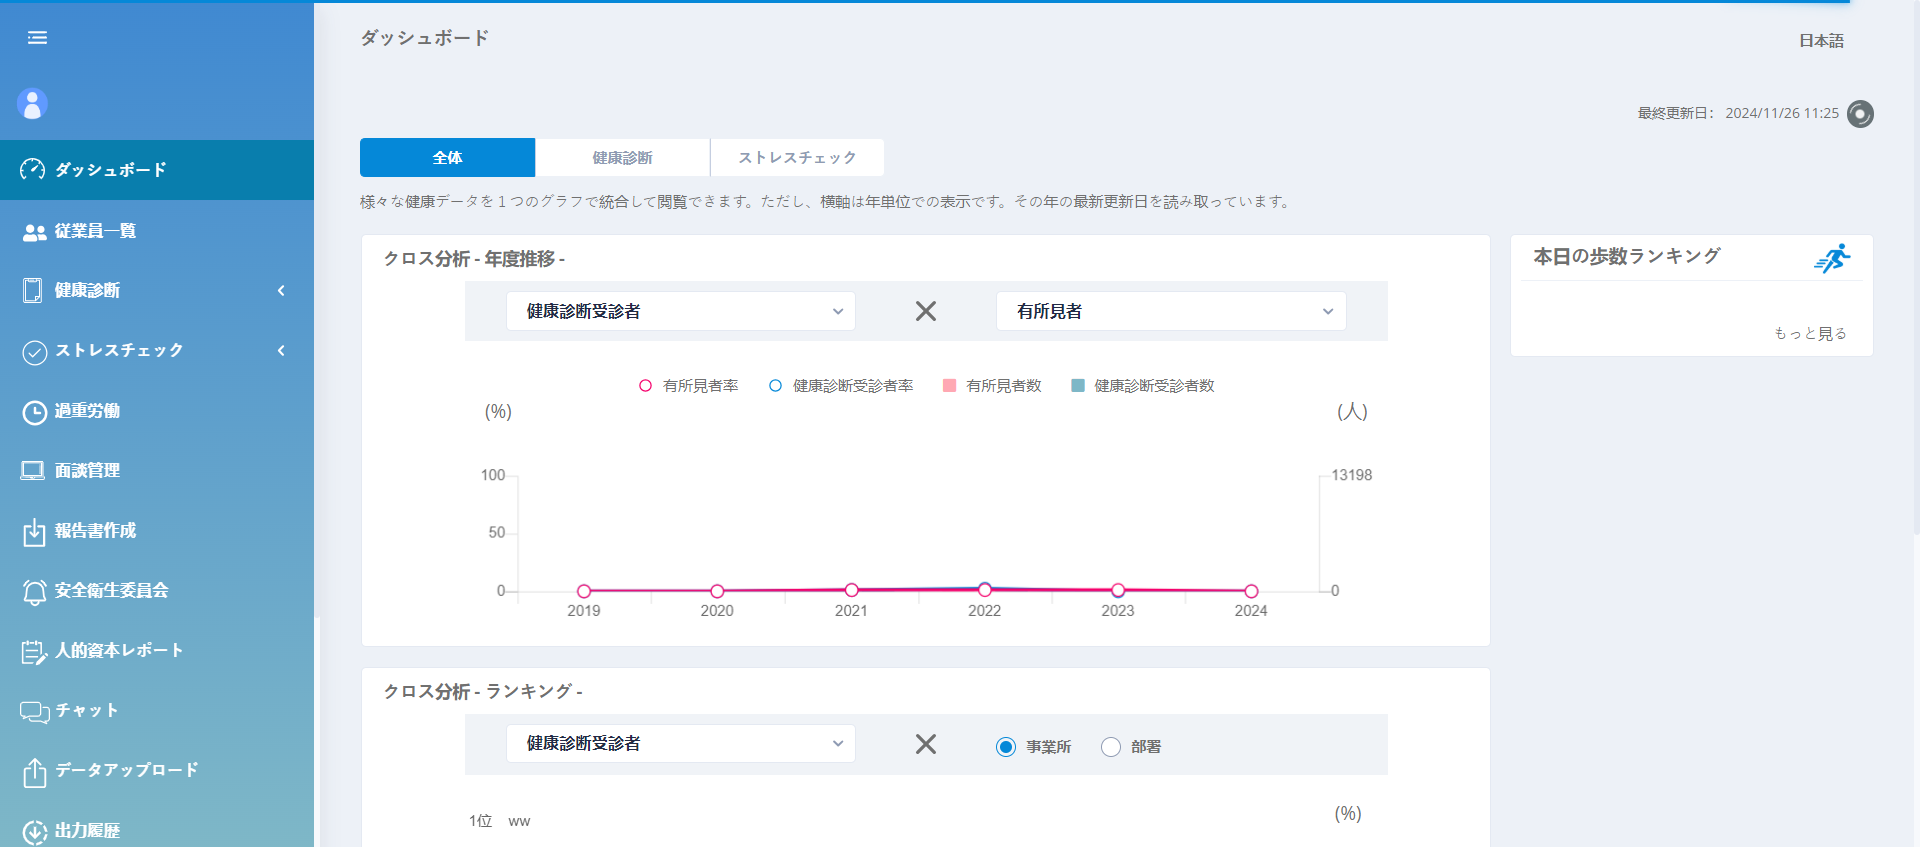 ダッシュボード
日本語
最終更新日： 2024/11/26 11:25
ダッシュボード
従業員一覧
健康診断
ストレスチェック
過重労働
面談管理
報告書作成
安全衛生委員会
人的資本レポート
チャット
データアップロード
出力履歴
全体 健康診断 ストレスチェック
様々な健康データを１つのグラフで統合して閲覧できます。ただし、横軸は年単位での表示です。その年の最新更新日を読み取っています。
クロス分析 - 年度推移 -
健康診断受診者 有所見者
有所見者率 健康診断受診者率 有所見者数 健康診断受診者数
(%) (人)
100 13198
50
0 0
2019 2020 2021 2022 2023 2024
本日の歩数ランキング
もっと見る
クロス分析 - ランキング -
健康診断受診者 事業所 部署
(%)
1位 ww